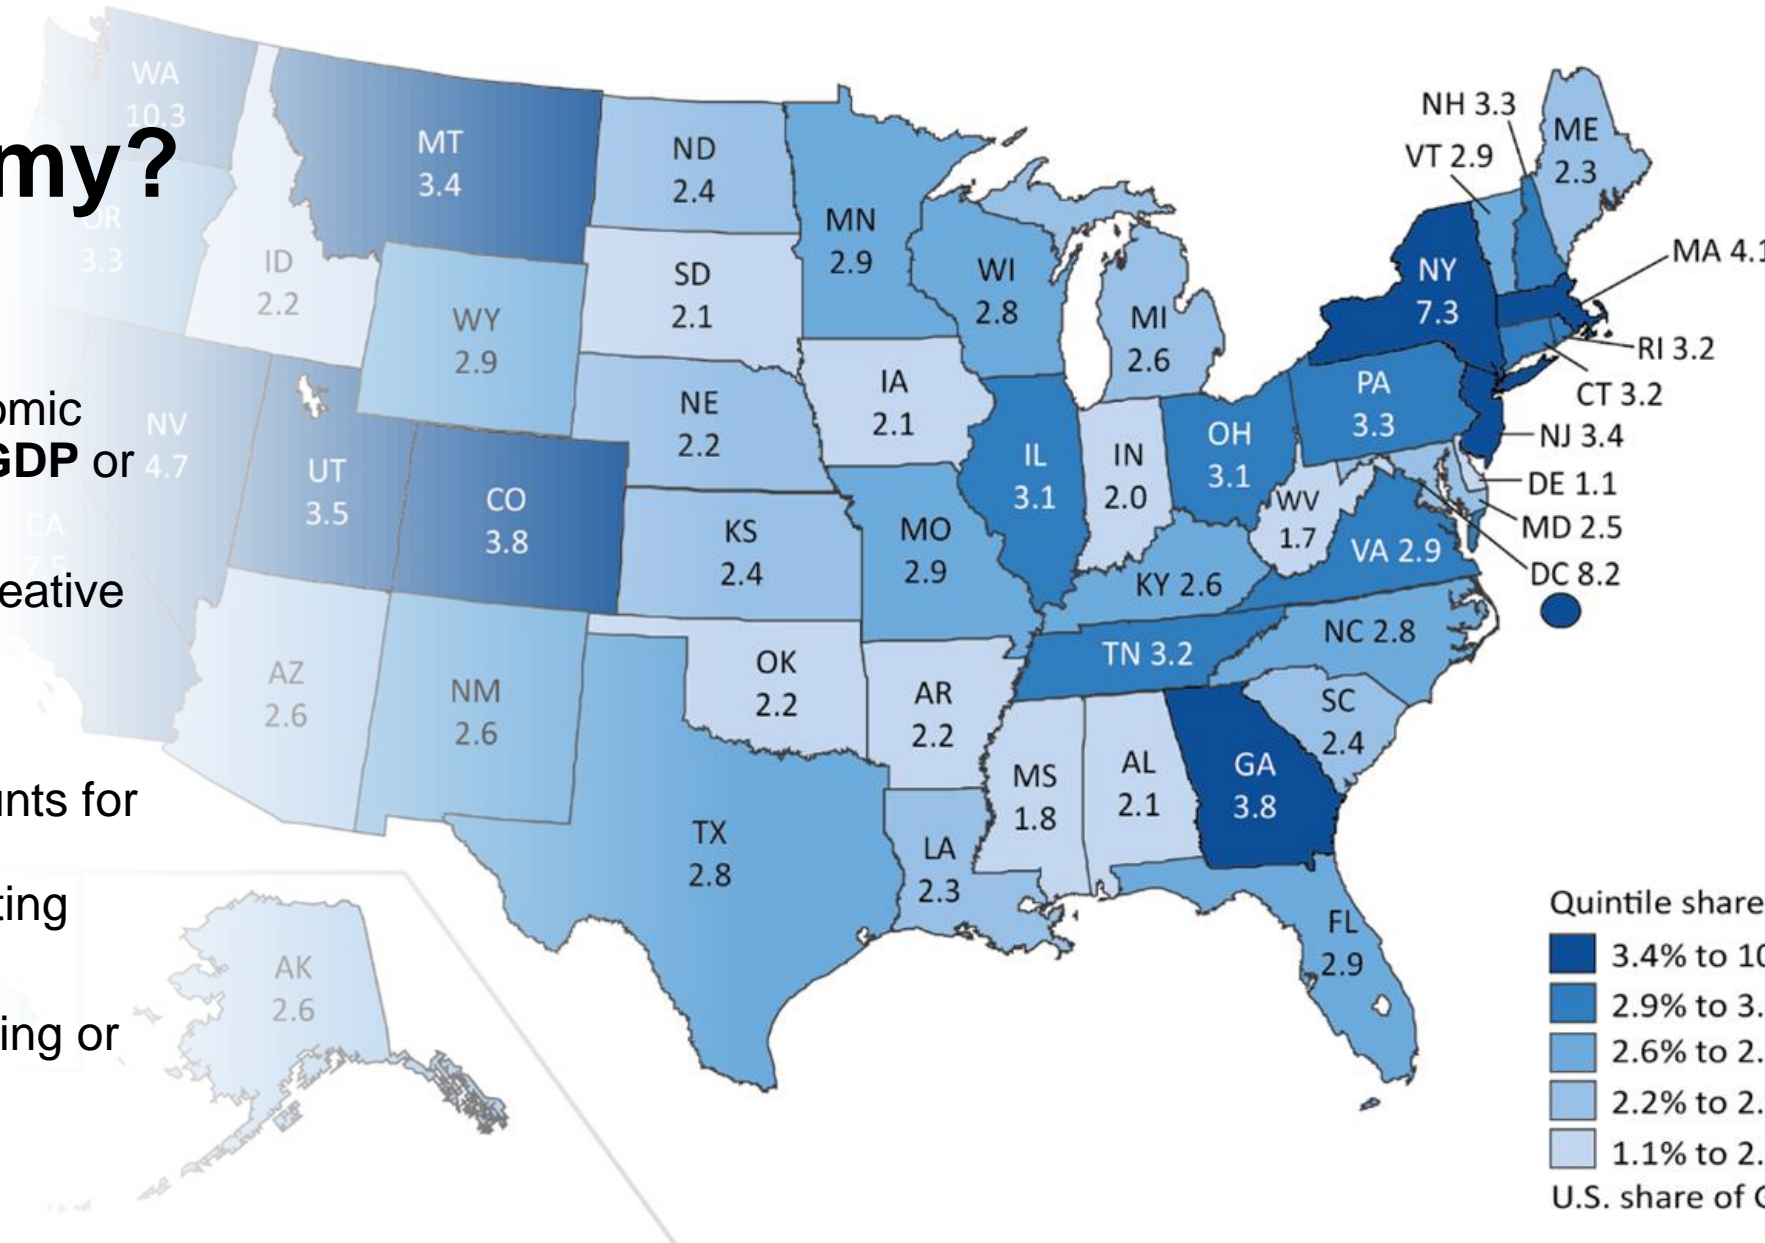 my?
omic
GDP or
eative
unts for
ting
ing or
WA
10.3
OR
3.3
CA
7.5
NV
4.7
ID
2.2
MT
3.4
WY
2.9
UT
3.5
CO
3.8
AZ
2.6
NM
2.6
AK
2.6
ND
2.4
SD
2.1
NE
2.2
KS
2.4
OK
2.2
TX
2.8
MN
2.9
IA
2.1
MO
2.9
AR
2.2
LA
2.3
WI
2.8
IL
3.1
MI
2.6
IN
2.0
OH
3.1
KY 2.6
TN 3.2
MS
1.8
AL
2.1
GA
3.8
FL
2.9
SC
2.4
NC 2.8
VA 2.9
WV
1.7
PA
3.3
NY
7.3
VT 2.9
NH 3.3
ME
2.3
MA 4.1
RI 3.2
CT 3.2
NJ 3.4
DE 1.1
MD 2.5
DC 8.2
Quintile share
3.4% to 10
2.9% to 3.
2.6% to 2.
2.2% to 2.
1.1% to 2.
U.S. share of G